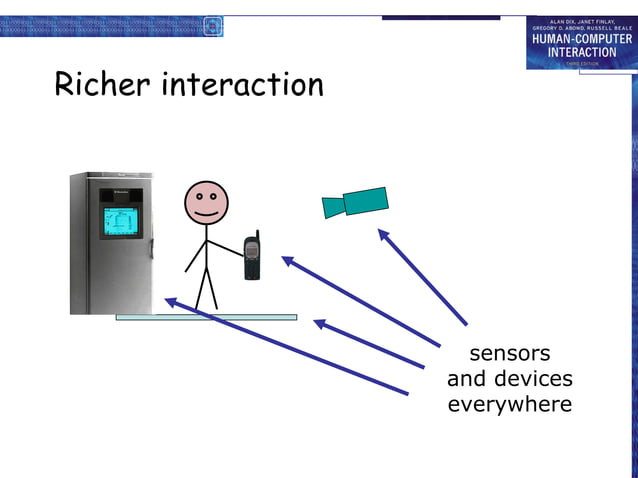 ALAN DIX, JANET FINLAY,
GREGORY D. ABOWD, RUSSELL BEALE
HUMAN-COMPUTER
INTERACTION
THIRD EDITION
Richer interaction
sensors
and devices
everywhere